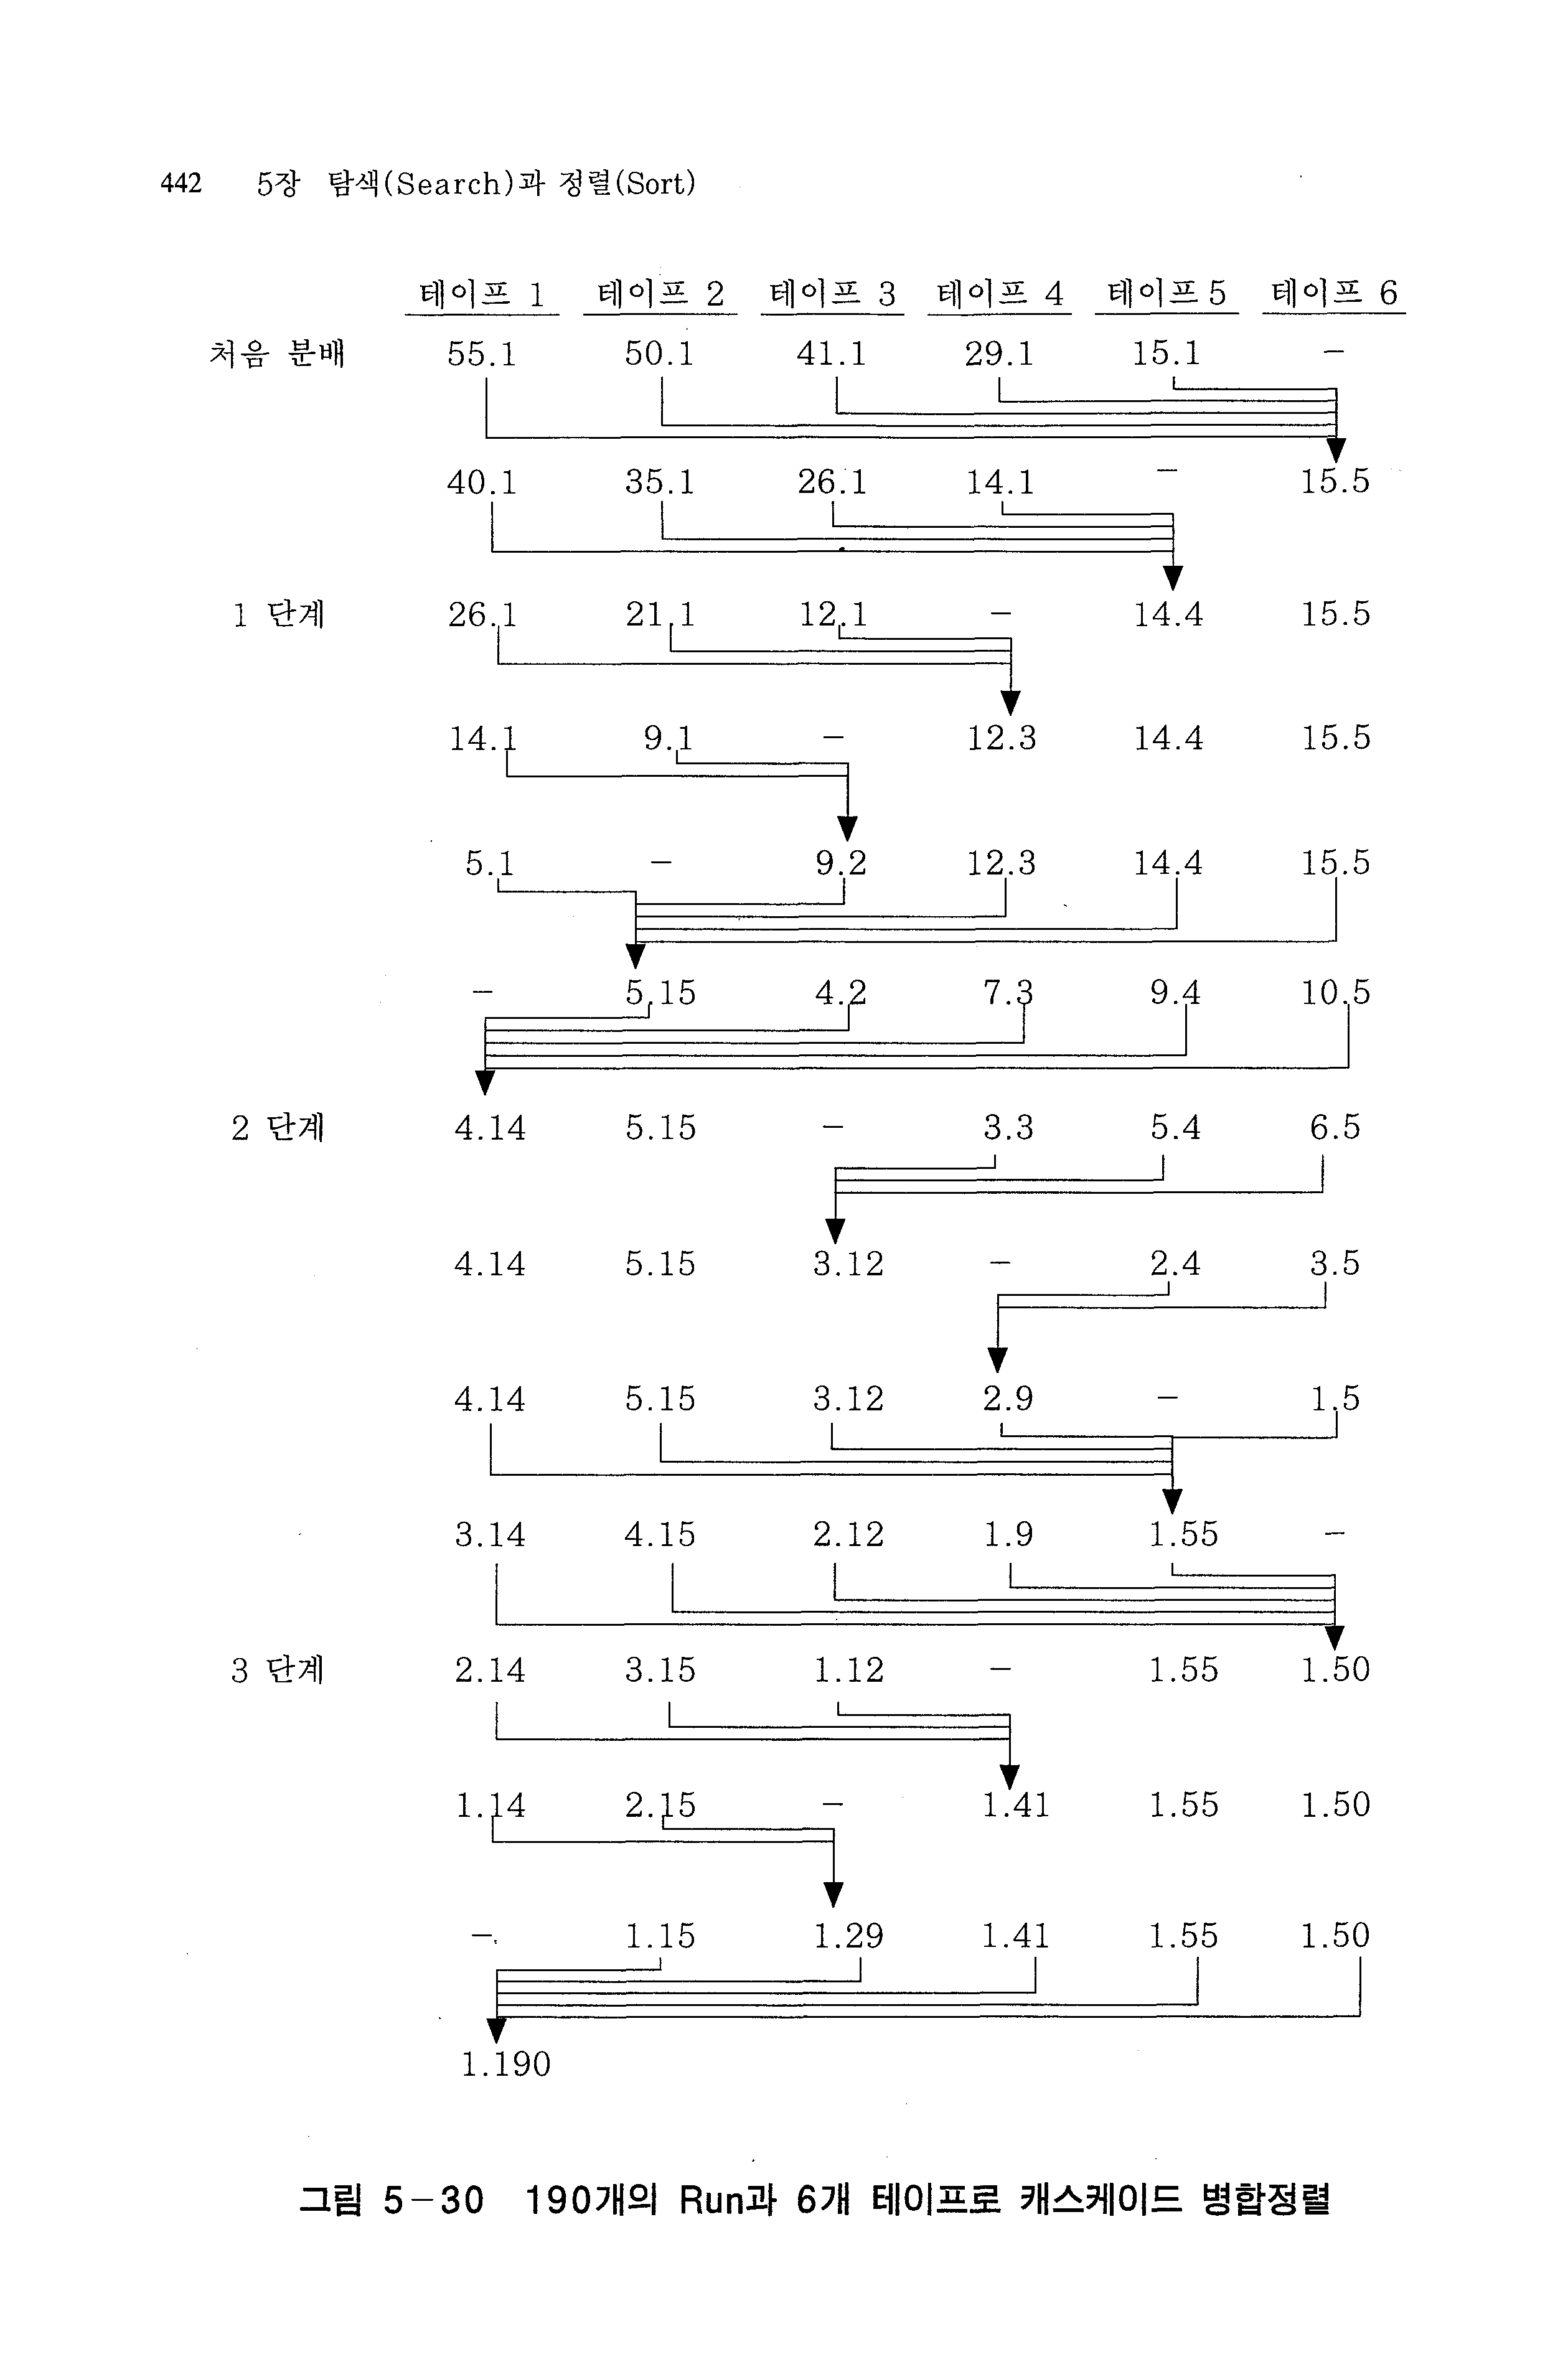 442 5장 탐색(Search)과 정렬(Sort)
테이프 1 테이프 2 테이프 3 테이프 4 테이프5 테이프 6
처음 분배 55.1 50.1 41.1 29.1 15.1 -
40.1 35.1 26.1 14.1 - 15.5
1 단계 26.1 21.1 12.1 - 14.4 15.5
14.1 9.1 - 12.3 14.4 15.5
5.1 - 9.2 12.3 14.4 15.5
- 5.15 4.2 7.3 9.4 10.5
2 단계 4.14 5.15 - 3.3 5.4 6.5
4.14 5.15 3.12 - 2.4 3.5
4.14 5.15 3.12 2.9 - 1.5
3.14 4.15 2.12 1.9 1.55 -
3 단계 2.14 3.15 1.12 - 1.55 1.50
1.14 2.15 - 1.41 1.55 1.50
- 1.15 1.29 1.41 1.55 1.50
1.190
그림 5-30 190개의 Run과 6개 테이프로 캐스케이드 병합정렬